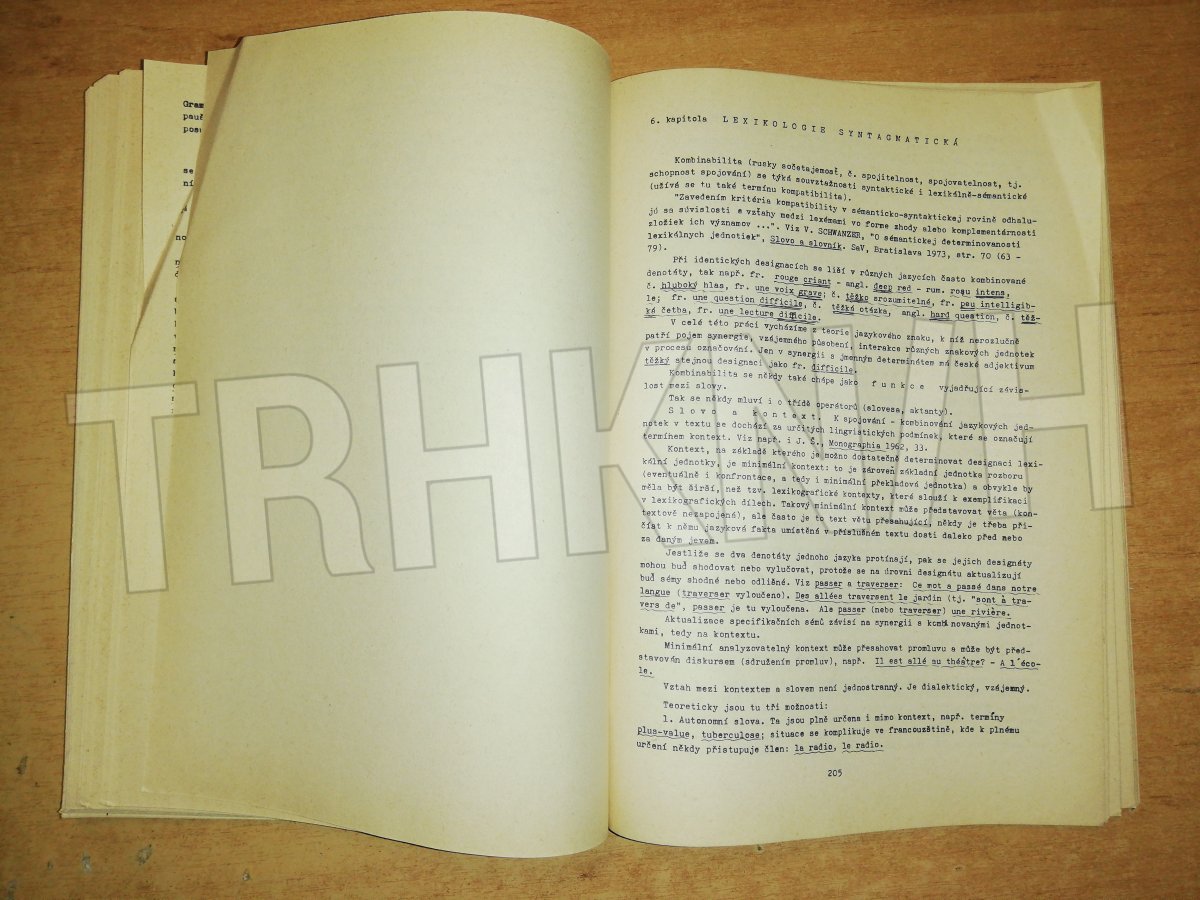 Gram
pauč
posu
se
ní
no
6. kapitola LEXIKOLOGIE SYNTAGMATICKÁ
Kombinabilita (rusky sočetajemosť, č. spojitelnost, spojovatelnost, tj.
schopnost spojování) se týká souvztažnosti syntaktické i lexikálně-sémantické
(užívá se tu také termínu kompatibilita).
"Zavedením kritéria kompatibility v sémanticko-syntaktickej rovině odhalu-
jú sa súvislosti a vzťahy medzi lexémami vo forme zhody alebo komplementárnosti
zložiek ich významov ...". Viz V. SCHWANZER, "O sémantickej determinovanosti
lexikálnych jednotiek", Slovo a slovník. SAV, Bratislava 1973, str. 70 (63 -
79).
Při identických designacích se liší v různých jazycích často kombinované
denotáty, tak např. fr. rouge criant - angl. deep red - rum. roşu intens,
č. hluboký hlas, fr. une voix grave; č. těžko srozumitelné, fr. peu intelligib-
le; fr. une question difficile, č. těžká otázka, angl. hard question, č. těž-
ká četba, fr. une lecture difficile.
V celé této práci vycházíme z teorie jazykového znaku, k níž nerozlučně
patří pojem synergie, vzájemného působení, interakce různých znakových jednotek
v procesu označování. Jen v synergii s jmenným determinátem má české adjektivum
těžký stejnou designaci jako fr. difficile.
Kombinabilita se někdy také chápe jako funkce vyjadřující závis-
lost mezi slovy.
Tak se někdy mluví i o třídě operátorů (slovesa, aktanty).
Slovo a kontext. K spojování - kombinování jazykových jed-
notek v textu se dochází za určitých lingvistických podmínek, které se označují
termínem kontext. Viz např. i J. Š., Monographia 1962, 33.
Kontext, na základě kterého je možno dostatečně determinovat designaci lexi-
kální jednotky, je minimální kontext: to je zároveň základní jednotka rozboru
(eventuálně i konfrontace, a tedy i minimální překladová jednotka) a obvykle by
měla být širší, než tzv. lexikografické kontexty, které slouží k exemplifikaci
v lexikografických dílech. Takový minimální kontext může představovat věta (kon-
textově nezapojená), ale často je to text větu přesahující, někdy je třeba při-
číst k němu jazyková fakta umístěná v příslušném textu dosti daleko před nebo
za daným jevem.
Jestliže se dva denotáty jednoho jazyka protínají, pak se jejich designáty
mohou buď shodovat nebo vylučovat, protože se na úrovni designátu aktualizují
buď sémy shodné nebo odlišné. Viz passer a traverser: Ce mot a passé dans notre
langue (traverser vyloučeno). Des allées traversent le jardin (tj. "sont à tra-
vers de", passer je tu vyloučena. Ale passer (nebo traverser) une rivière.
Aktualizace specifikačních sémů závisí na synergii s kombinovanými jednot-
kami, tedy na kontextu.
Minimální analyzovatelný kontext může přesahovat promluvu a může být před-
stavován diskursem (sdružením promluv), např. Il est allé au théâtre? - A l'éco-
le.
Vztah mezi kontextem a slovem není jednostranný. Je dialektický, vzájemný.
Teoreticky jsou tu tři možnosti:
1. Autonomní slova. Ta jsou plně určena i mimo kontext, např. termíny
plus-value, tuberculose; situace se komplikuje ve francouzštině, kde k plnému
určení někdy přistupuje člen: la radio, le radio.
205
TRHKNIH